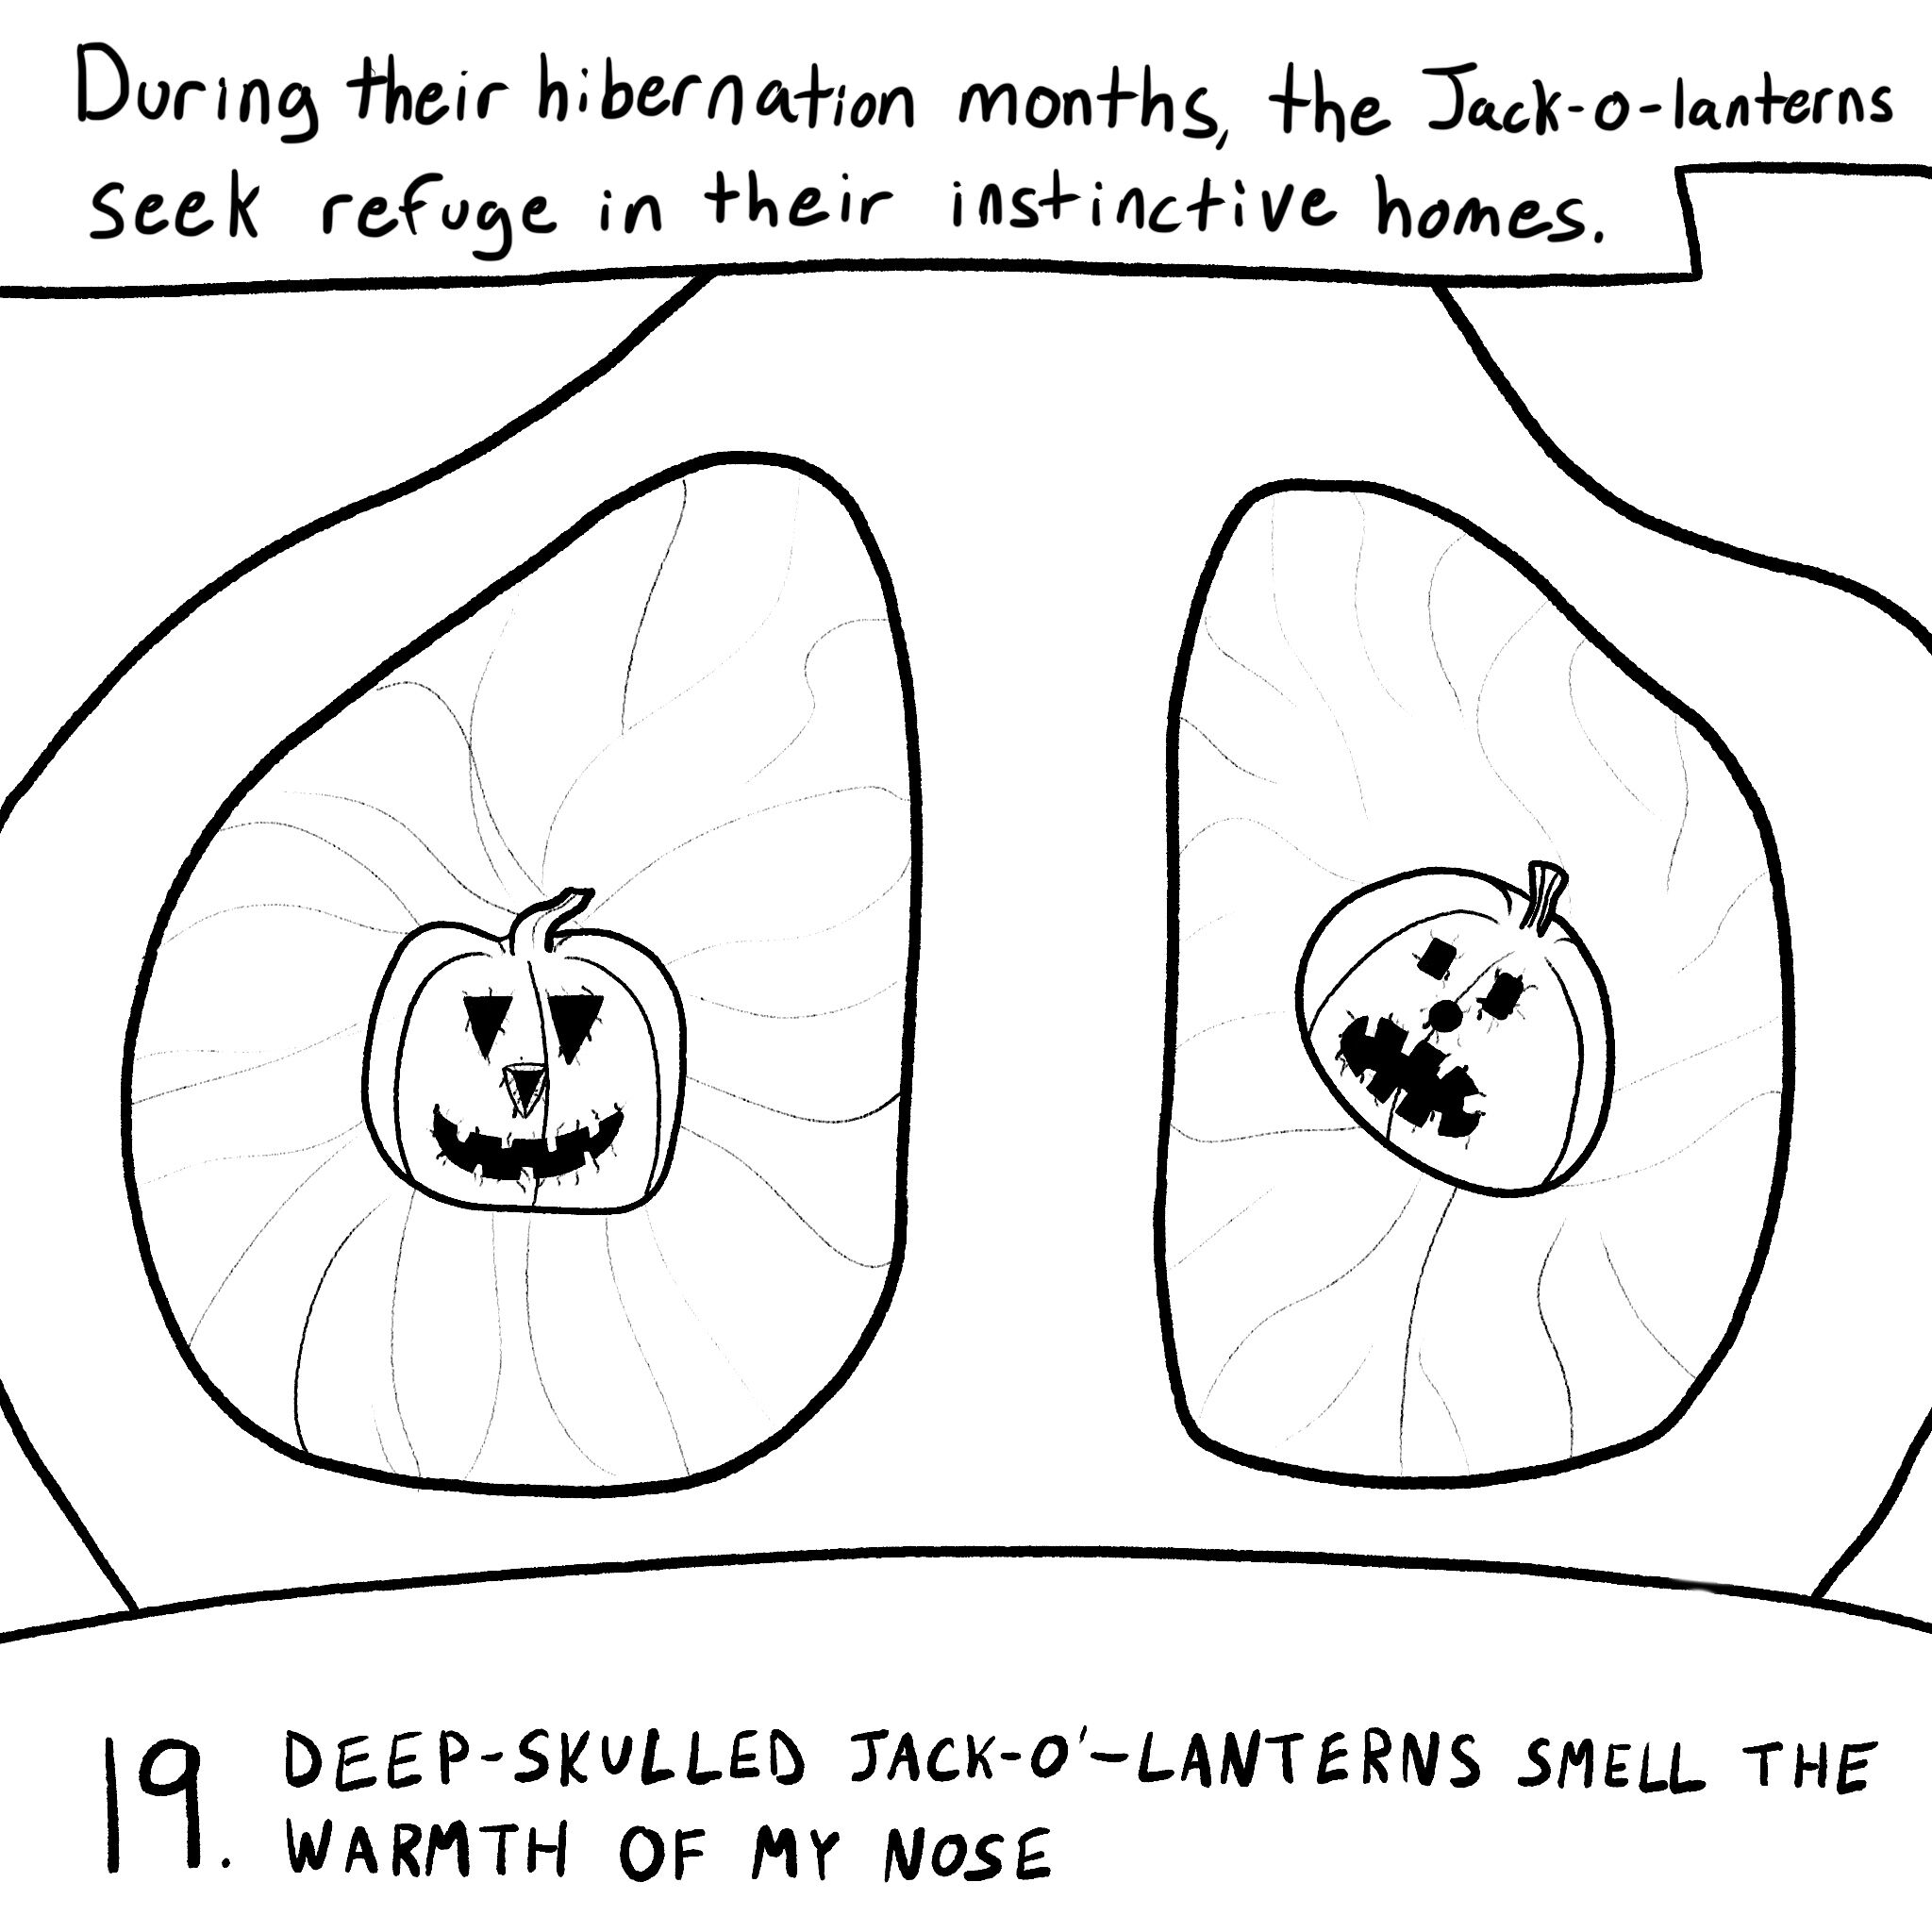 During their hibernation months, the Jack-o-lanterns
seek refuge in their instinctive homes.
19. DEEP-SKULLED JACK-O'-LANTERNS SMELL THE
WARMTH OF MY NOSE